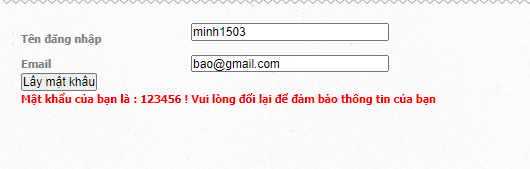 Tên đăng nhập minh1503
Email bao@gmail.com
Lấy mật khẩu
Mật khẩu của bạn là : 123456 ! Vui lòng đổi lại để đảm bảo thông tin của bạn